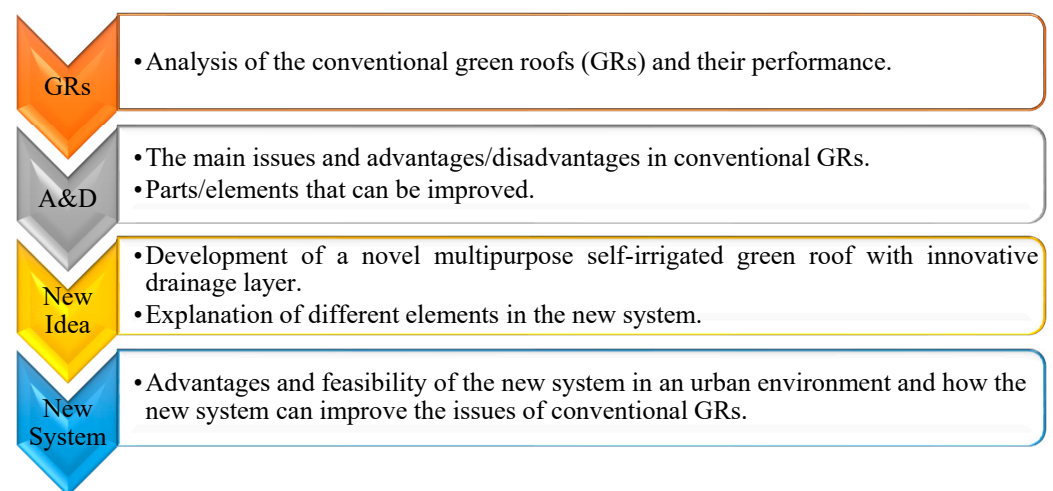 GRs
•Analysis of the conventional green roofs (GRs) and their performance.
A&D
•The main issues and advantages/disadvantages in conventional GRs.
•Parts/elements that can be improved.
New
Idea
•Development of a novel multipurpose self-irrigated green roof with innovative
drainage layer.
•Explanation of different elements in the new system.
New
System
•Advantages and feasibility of the new system in an urban environment and how the
new system can improve the issues of conventional GRs.